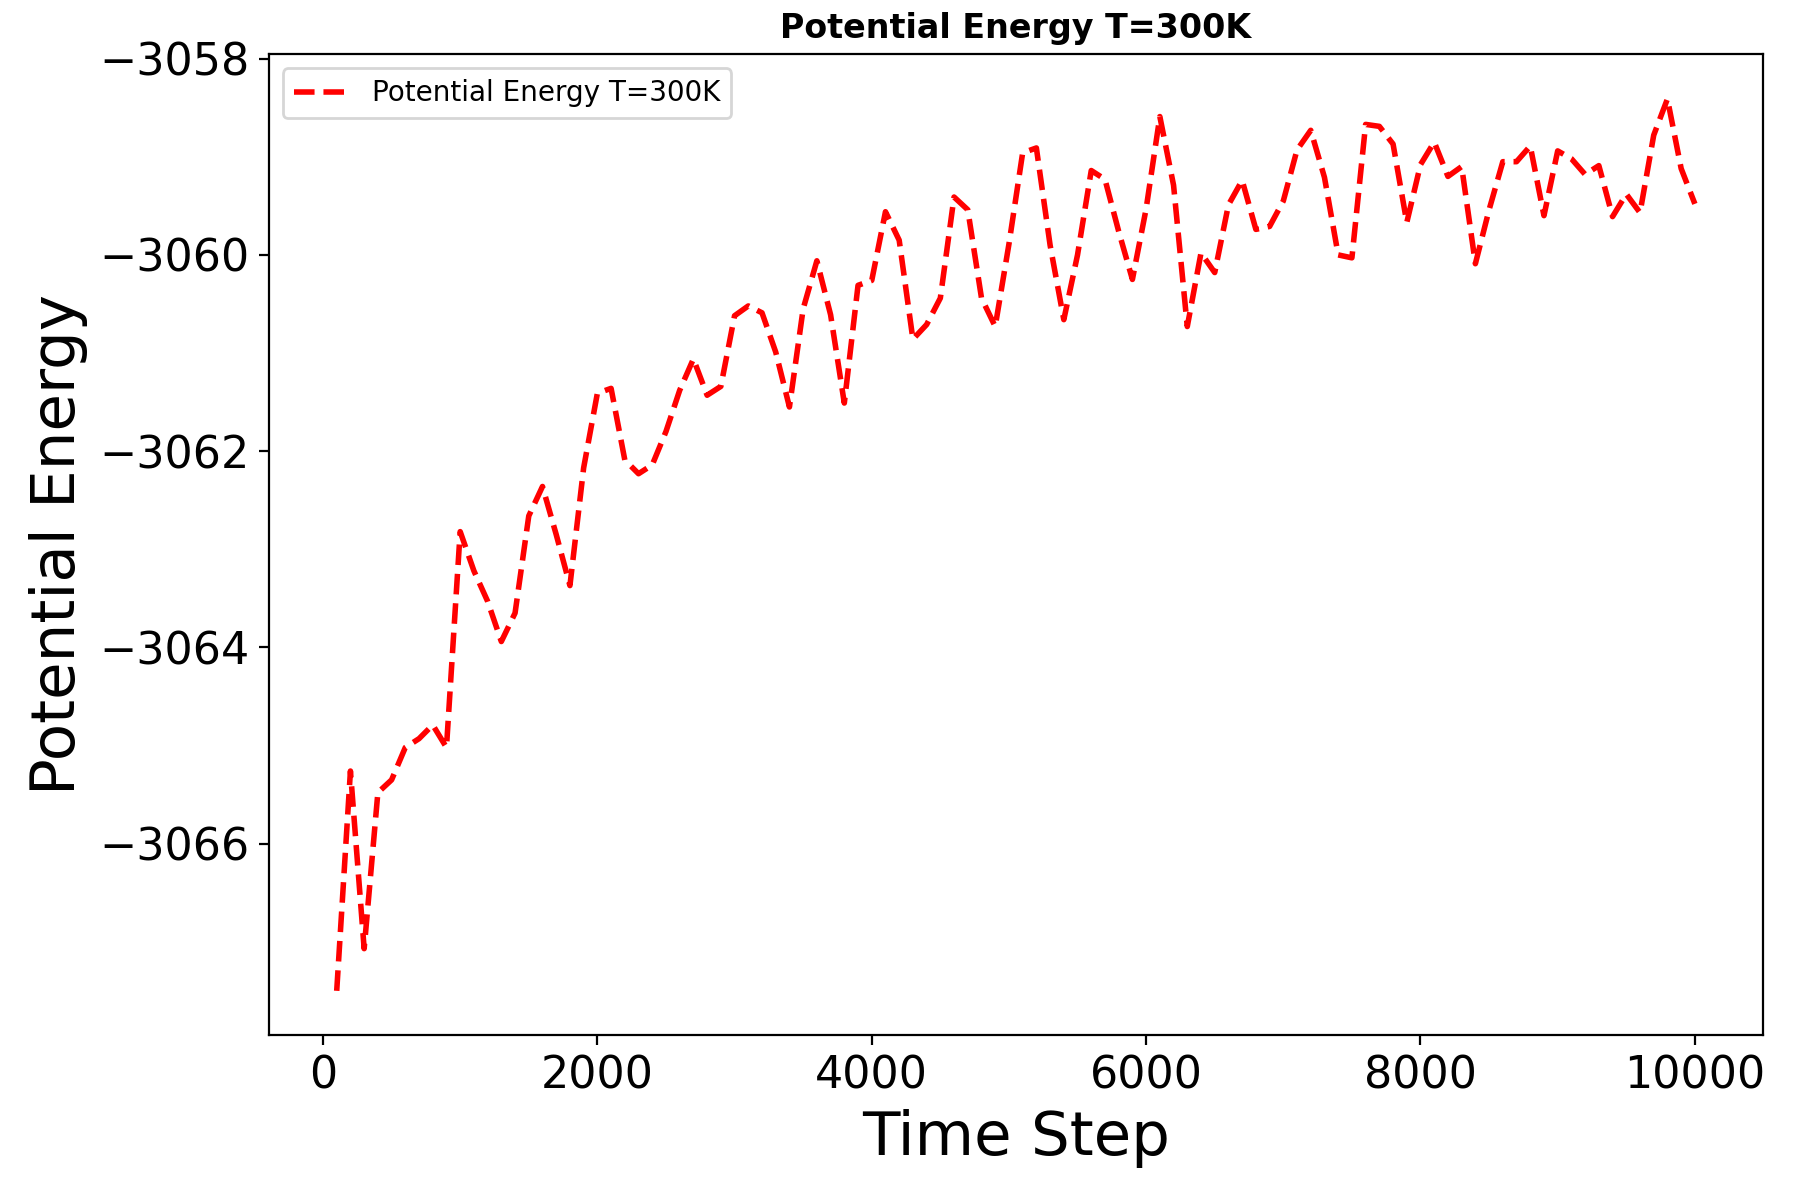 Potential Energy T=300K
Potential Energy T=300K
−3058
−3060
−3062
−3064
−3066
Potential Energy
0 2000 4000 6000 8000 10000
Time Step